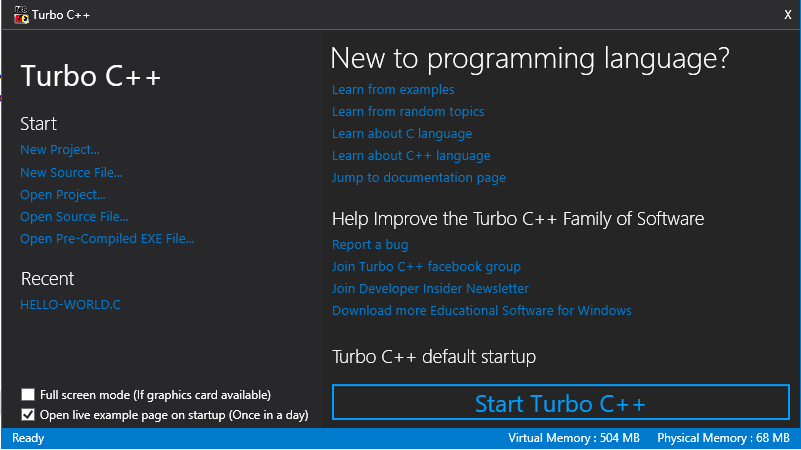 Turbo C++
X
Turbo C++
Start
New Project...
New Source File...
Open Project...
Open Source File...
Open Pre-Compiled EXE File...
Recent
HELLO-WORLD.C
Full screen mode (If graphics card available)
Open live example page on startup (Once in a day)
New to programming language?
Learn from examples
Learn from random topics
Learn about C language
Learn about C++ language
Jump to documentation page
Help Improve the Turbo C++ Family of Software
Report a bug
Join Turbo C++ facebook group
Join Developer Insider Newsletter
Download more Educational Software for Windows
Turbo C++ default startup
Start Turbo C++
Ready
Virtual Memory : 504 MB
Physical Memory : 68 MB